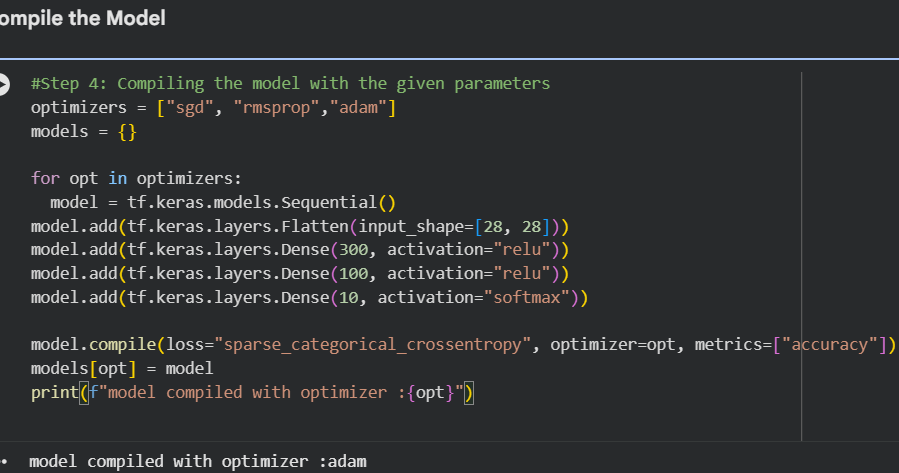 ompile the Model
#Step 4: Compiling the model with the given parameters
optimizers = ["sgd", "rmsprop","adam"]
models = {}
for opt in optimizers:
  model = tf.keras.models.Sequential()
model.add(tf.keras.layers.Flatten(input_shape=[28, 28]))
model.add(tf.keras.layers.Dense(300, activation="relu"))
model.add(tf.keras.layers.Dense(100, activation="relu"))
model.add(tf.keras.layers.Dense(10, activation="softmax"))
model.compile(loss="sparse_categorical_crossentropy", optimizer=opt, metrics=["accuracy"])
models[opt] = model
print(f"model compiled with optimizer :{opt}")
model compiled with optimizer :adam